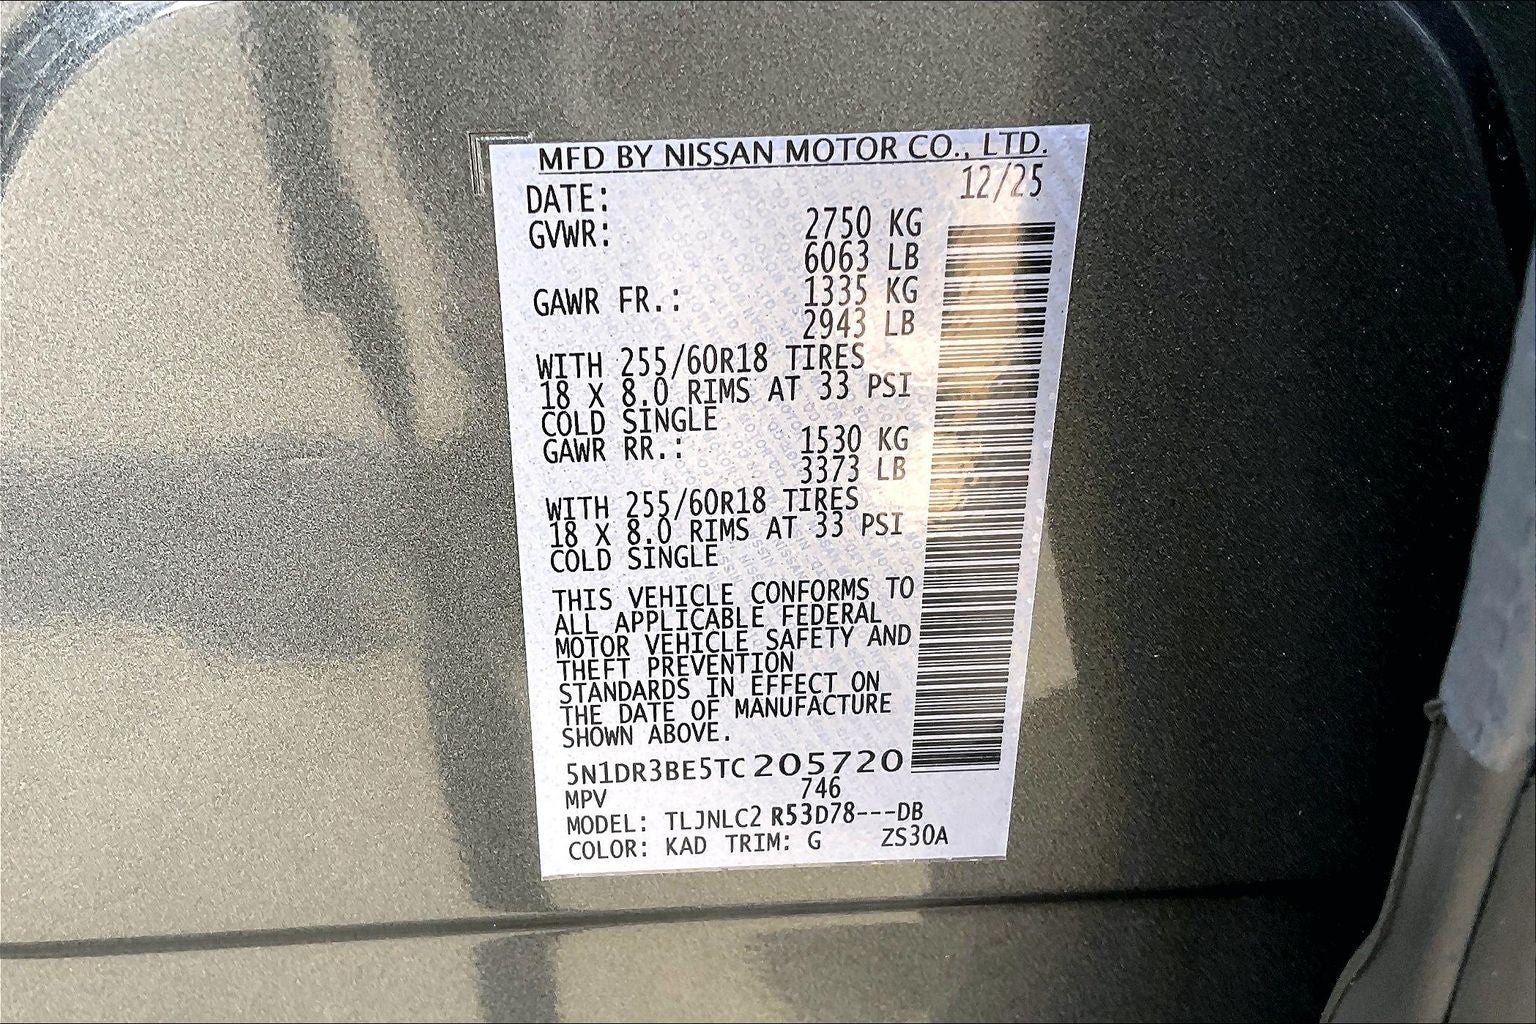 MFD BY NISSAN MOTOR CO., LTD.
DATE: 12/25
GVWR: 2750 KG
6063 LB
GAWR FR.: 1335 KG
2943 LB
WITH 255/60R18 TIRES
18 X 8.0 RIMS AT 33 PSI
COLD SINGLE
GAWR RR.: 1530 KG
3373 LB
WITH 255/60R18 TIRES
18 X 8.0 RIMS AT 33 PSI
COLD SINGLE
THIS VEHICLE CONFORMS TO
ALL APPLICABLE FEDERAL
MOTOR VEHICLE SAFETY AND
THEFT PREVENTION
STANDARDS IN EFFECT ON
THE DATE OF MANUFACTURE
SHOWN ABOVE.
5N1DR3BE5TC205720
MPV 746
MODEL: TLJNLC2 R53D78---DB
COLOR: KAD TRIM: G ZS30A